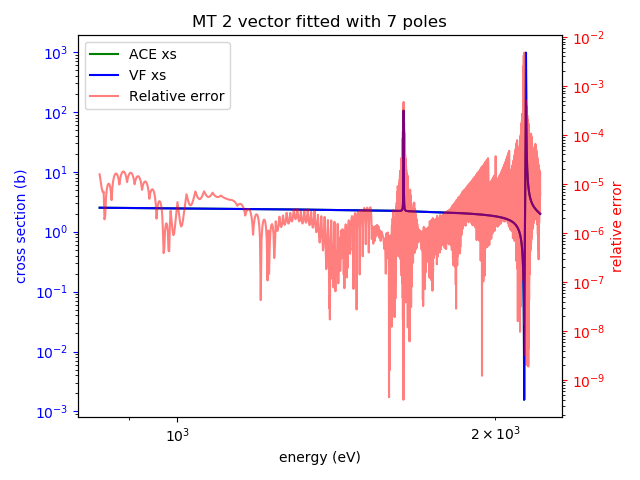 MT 2 vector fitted with 7 poles
ACE xs
VF xs
Relative error
cross section (b)
10³
10²
10¹
10⁰
10⁻¹
10⁻²
10⁻³
10⁻²
10⁻³
10⁻⁴
10⁻⁵
10⁻⁶
10⁻⁷
10⁻⁸
10⁻⁹
relative error
10³
2 × 10³
energy (eV)